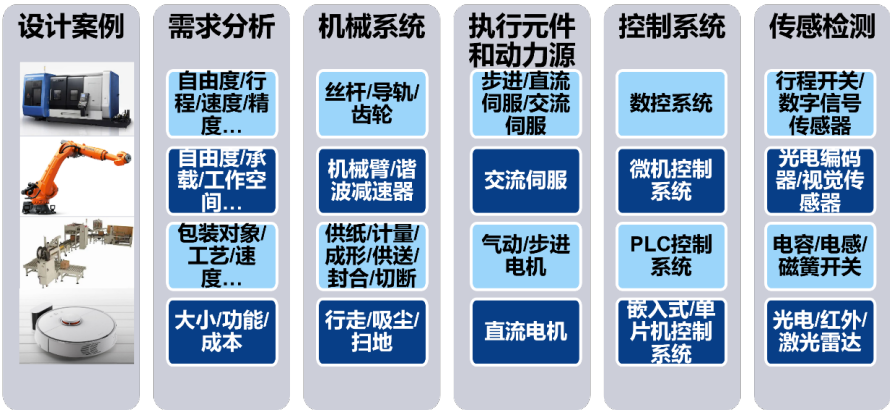 设计案例
需求分析
机械系统
执行元件
和动力源
控制系统
传感检测
自由度/行
程/速度/精
度…
丝杆/导轨/
齿轮
步进/直流
伺服/交流
伺服
数控系统
行程开关/
数字信号
传感器
自由度/承
载/工作空
间…
机械臂/谐
波减速器
交流伺服
微机控制
系统
光电编码
器/视觉传
感器
包装对象/
工艺/速
度…
供纸/计量/
成形/供送/
封合/切断
气动/步进
电机
PLC控制
系统
电容/电感/
磁簧开关
大小/功能/
成本
行走/吸尘/
扫地
直流电机
嵌入式/单
片机控制
系统
光电/红外/
激光雷达